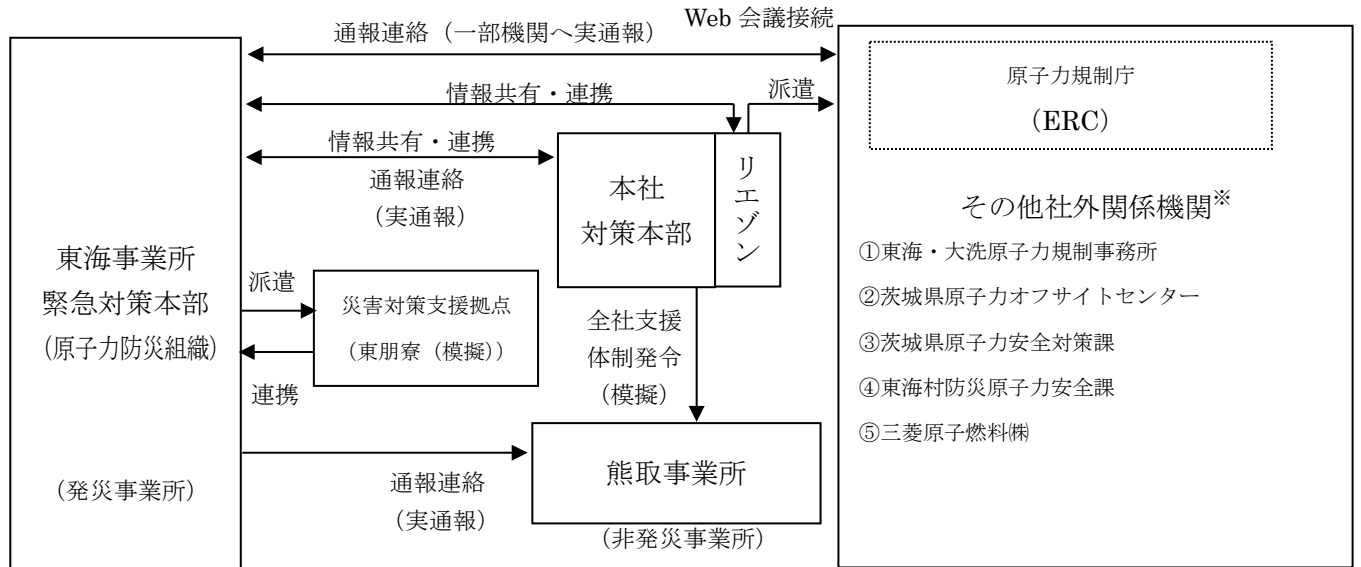 Web 会議接続
通報連絡（一部機関へ実通報）
情報共有・連携
派遣
原子力規制庁
（ERC）
情報共有・連携
通報連絡
（実通報）
本社
対策本部
リエゾン
その他社外関係機関※
①東海・大洗原子力規制事務所
②茨城県原子力オフサイトセンター
③茨城県原子力安全対策課
④東海村防災原子力安全課
⑤三菱原子燃料㈱
東海事業所
緊急対策本部
（原子力防災組織）
派遣
災害対策支援拠点
（東朋寮（模擬））
連携
全社支援
体制発令
（模擬）
（発災事業所）
通報連絡
（実通報）
熊取事業所
（非発災事業所）